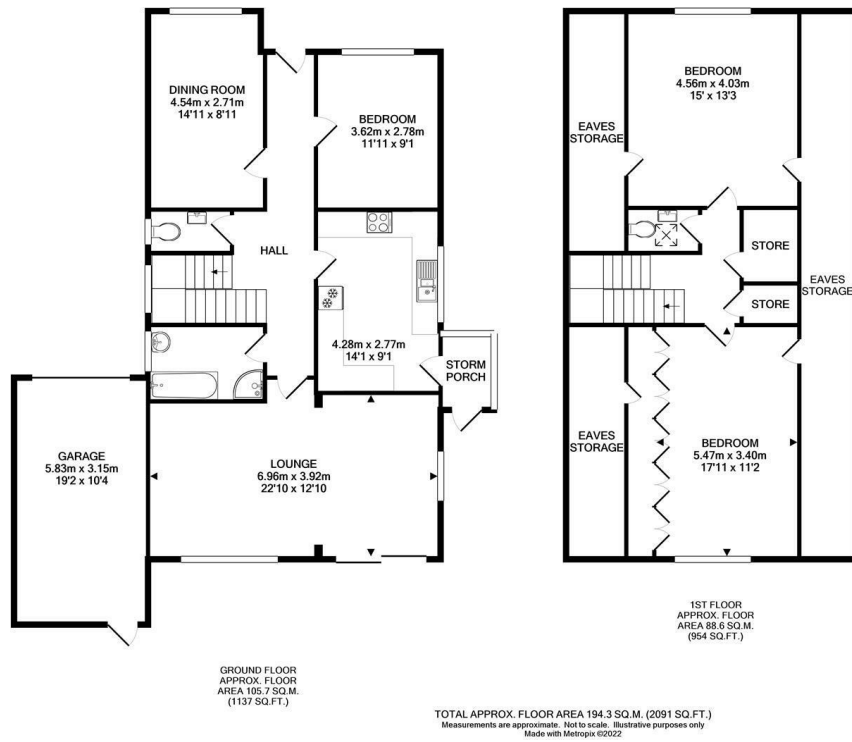 DINING ROOM
4.54m x 2.71m
14'11 x 8'11
BEDROOM
3.62m x 2.78m
11'11 x 9'1
HALL
4.28m x 2.77m
14'1 x 9'1
STORM
PORCH
GARAGE
5.83m x 3.15m
19'2 x 10'4
LOUNGE
6.96m x 3.92m
22'10 x 12'10
GROUND FLOOR
APPROX. FLOOR
AREA 105.7 SQ.M.
(1137 SQ.FT.)
EAVES
STORAGE
BEDROOM
4.56m x 4.03m
15' x 13'3
STORE
STORE
EAVES
STORAGE
EAVES
STORAGE
BEDROOM
5.47m x 3.40m
17'11 x 11'2
1ST FLOOR
APPROX. FLOOR
AREA 88.6 SQ.M.
(954 SQ.FT.)
TOTAL APPROX. FLOOR AREA 194.3 SQ.M. (2091 SQ.FT.)
Measurements are approximate. Not to scale. Illustrative purposes only
Made with Metropix ©2022